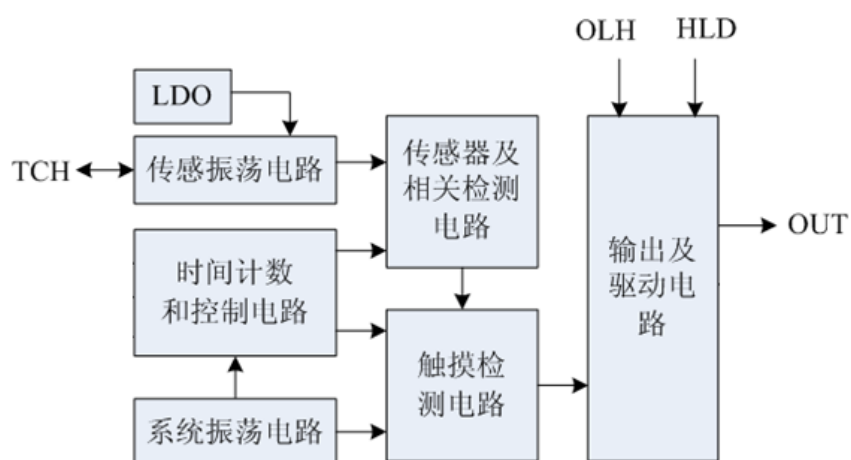 OLH
HLD
LDO
TCH
传感振荡电路
传感器及
相关检测
电路
时间计数
和控制电路
输出及
驱动电
路
OUT
触摸检
测电路
系统振荡电路